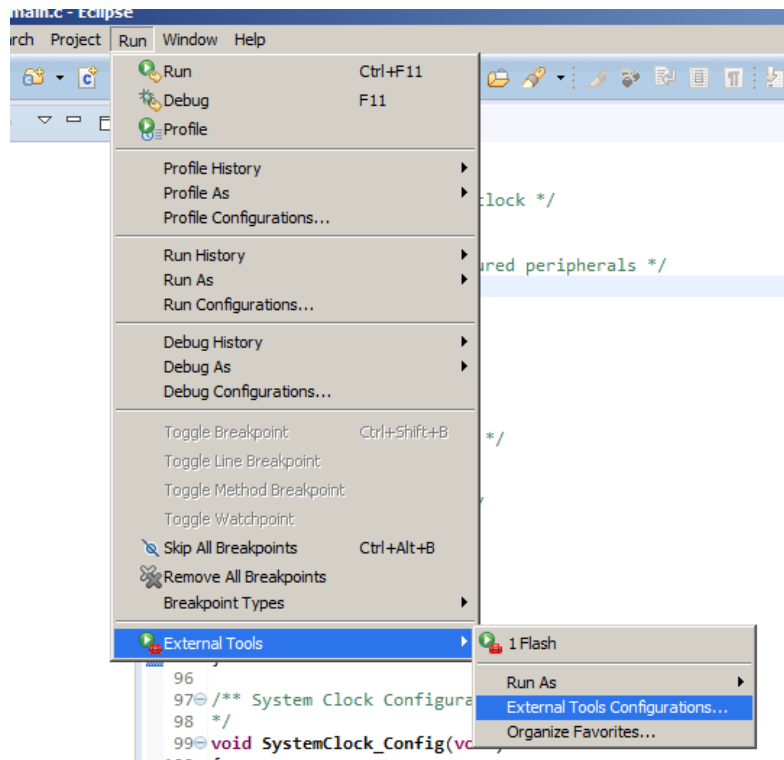 main.c - Eclipse
arch Project Run Window Help
Run Ctrl+F11
Debug F11
Profile
Profile History
Profile As
Profile Configurations...
clock */
Run History
Run As
Run Configurations...
ured peripherals */
Debug History
Debug As
Debug Configurations...
Toggle Breakpoint Ctrl+Shift+B
*/
Toggle Line Breakpoint
Toggle Method Breakpoint
Toggle Watchpoint
Skip All Breakpoints Ctrl+Alt+B
Remove All Breakpoints
Breakpoint Types
External Tools
1 Flash
Run As
External Tools Configurations...
Organize Favorites...
96
97 /** System Clock Configura
98 */
99 void SystemClock_Config(vo